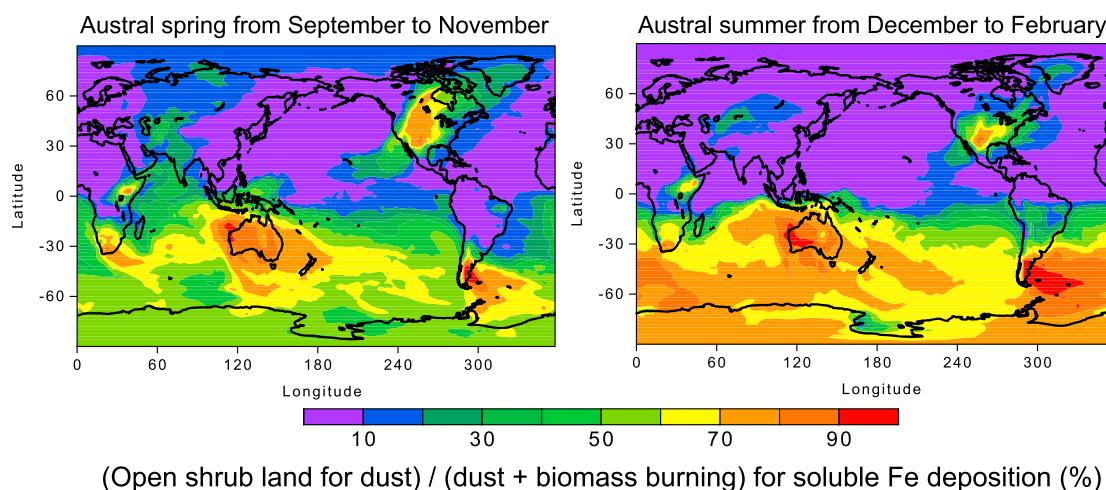 Austral spring from September to November
Austral summer from December to February
Latitude
60
30
0
-30
-60
0 60 120 180 240 300
Longitude
Latitude
60
30
0
-30
-60
0 60 120 180 240 300
Longitude
10 30 50 70 90
(Open shrub land for dust) / (dust + biomass burning) for soluble Fe deposition (%)